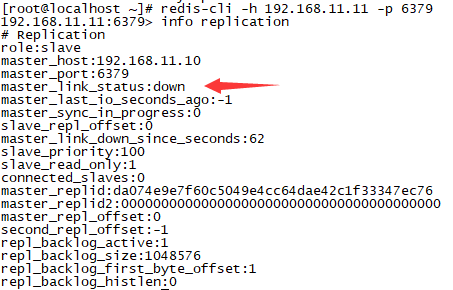 [root@localhost ~]# redis-cli -h 192.168.11.11 -p 6379
192.168.11.11:6379> info replication
# Replication
role:slave
master_host:192.168.11.10
master_port:6379
master_link_status:down
master_last_io_seconds_ago:-1
master_sync_in_progress:0
slave_repl_offset:0
master_link_down_since_seconds:62
slave_priority:100
slave_read_only:1
connected_slaves:0
master_replid:da074e9e7f60c5049e4cc64dae42c1f33347ec76
master_replid2:0000000000000000000000000000000000000000
master_repl_offset:0
second_repl_offset:-1
repl_backlog_active:1
repl_backlog_size:1048576
repl_backlog_first_byte_offset:1
repl_backlog_histlen:0